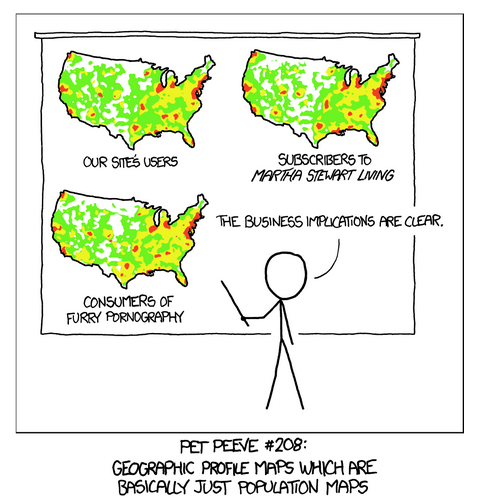 OUR SITE'S USERS
SUBSCRIBERS TO
MARTHA STEWART LIVING
THE BUSINESS IMPLICATIONS ARE CLEAR.
CONSUMERS OF
FURRY PORNOGRAPHY
PET PEEVE #208:
GEOGRAPHIC PROFILE MAPS WHICH ARE
BASICALLY JUST POPULATION MAPS